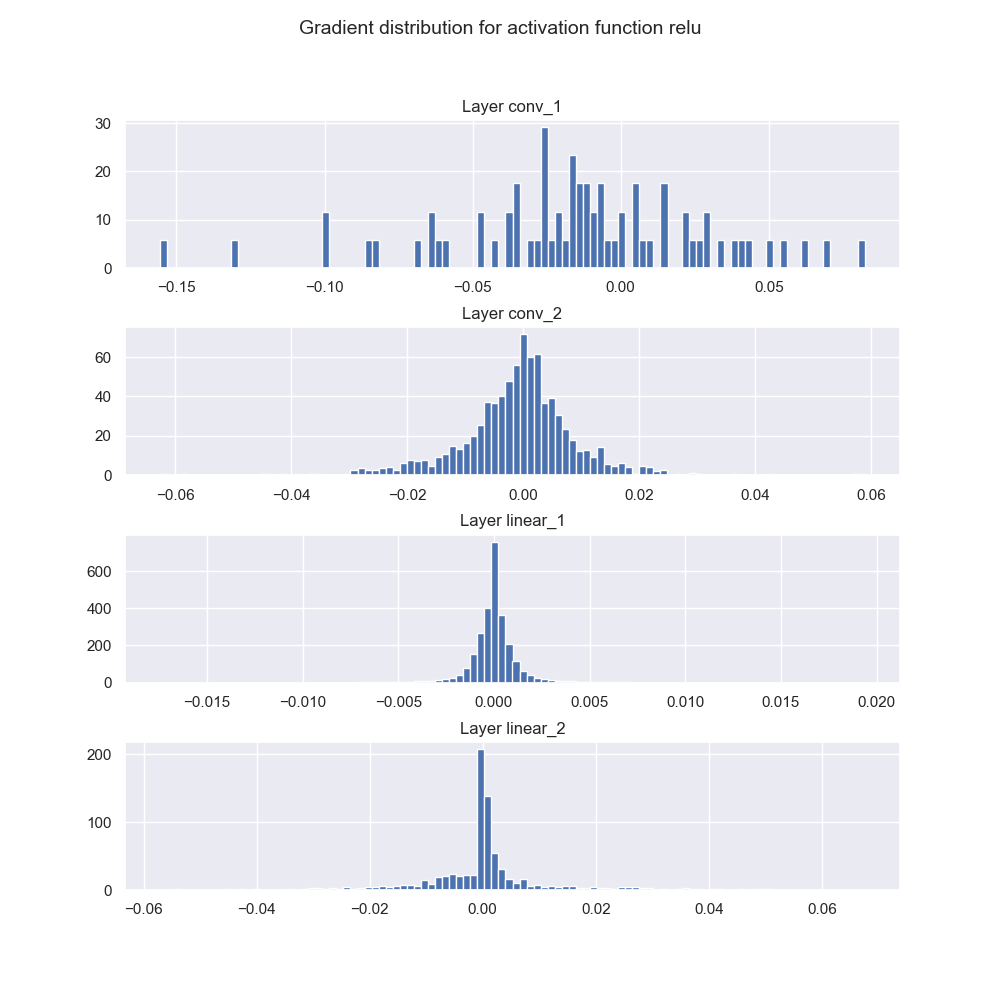 Gradient distribution for activation function relu
Layer conv_1
30
20
10
0
−0.15 −0.10 −0.05 0.00 0.05
Layer conv_2
60
40
20
0
−0.06 −0.04 −0.02 0.00 0.02 0.04 0.06
Layer linear_1
600
400
200
0
−0.015 −0.010 −0.005 0.000 0.005 0.010 0.015 0.020
Layer linear_2
200
100
0
−0.06 −0.04 −0.02 0.00 0.02 0.04 0.06